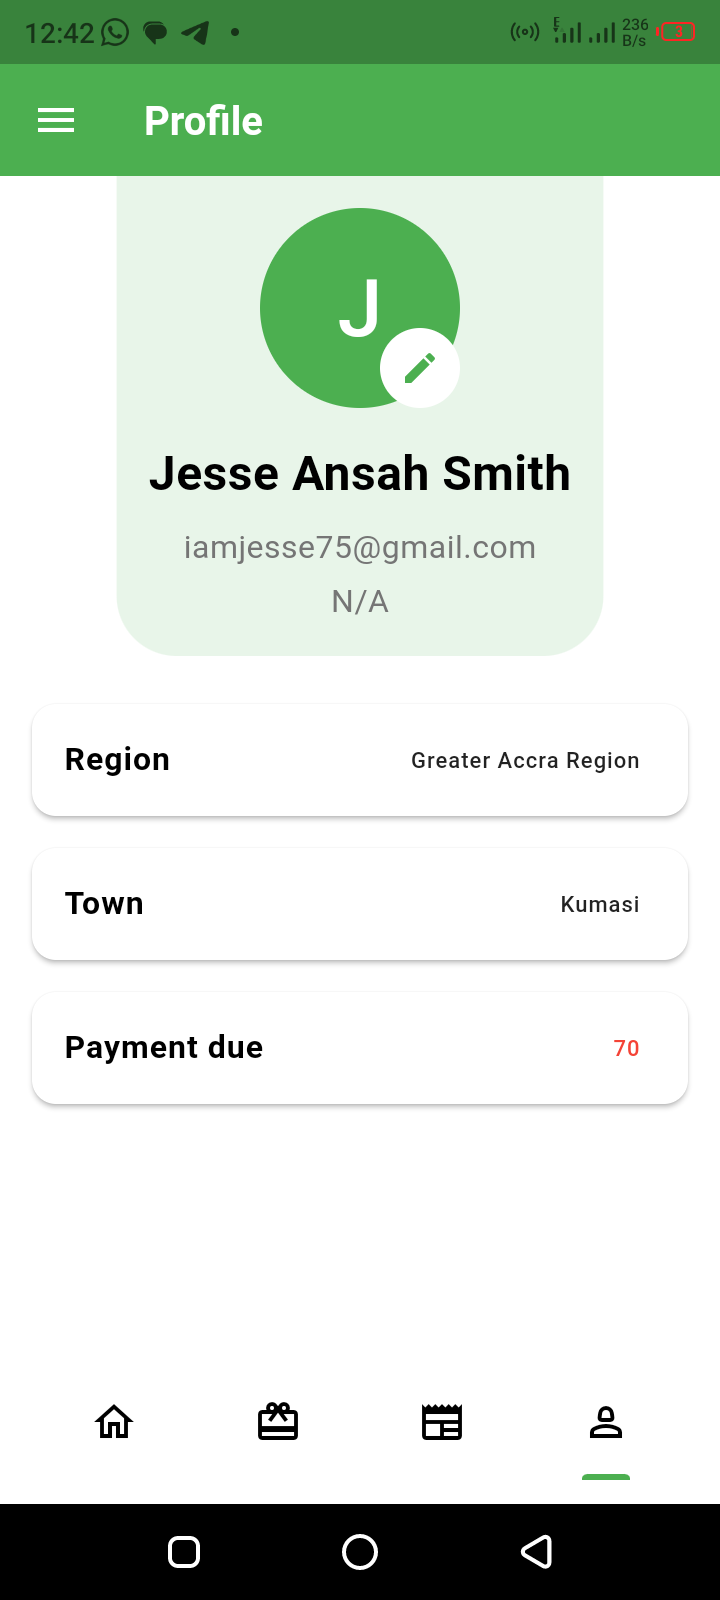 12:42
236
B/s
3
Profile
J
Jesse Ansah Smith
iamjesse75@gmail.com
N/A
Region Greater Accra Region
Town Kumasi
Payment due 70